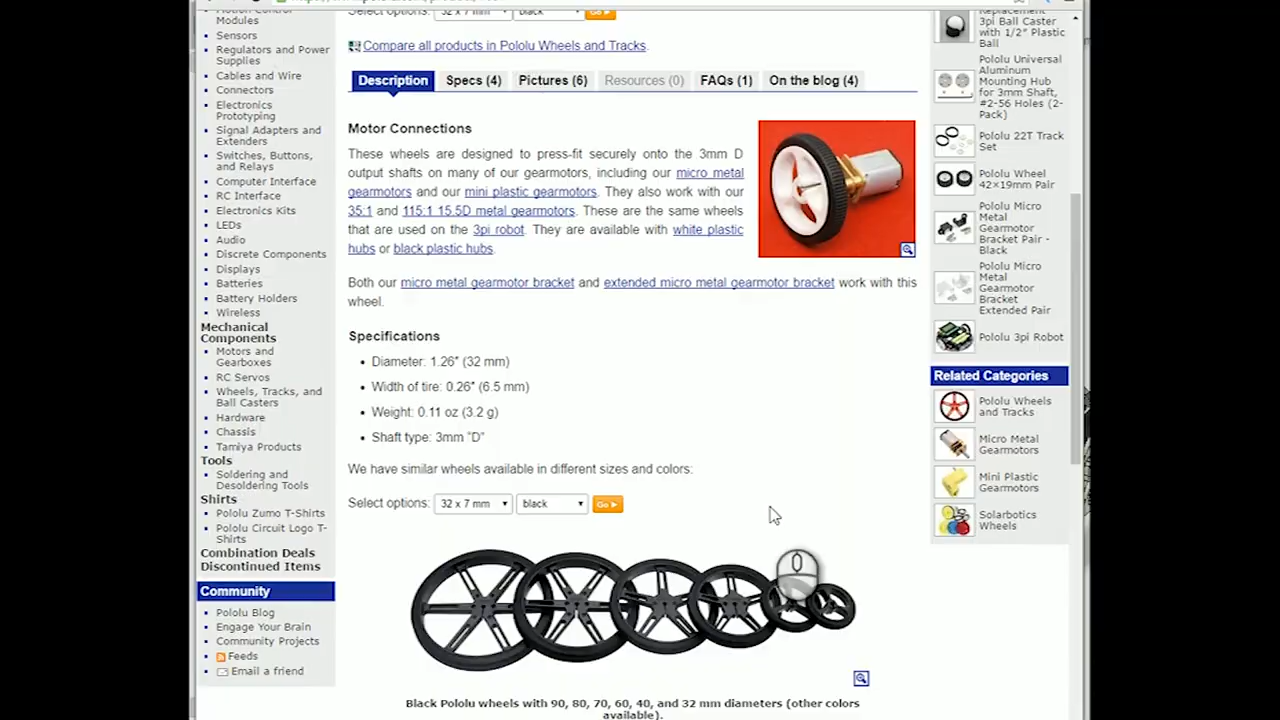 Modules
Sensors
Regulators and Power
Supplies
Cables and Wire
Connectors
Electronics
Prototyping
Signal Adapters and
Extenders
Switches, Buttons,
and Relays
Computer Interface
RC Interface
Electronics Kits
LEDs
Audio
Discrete Components
Displays
Batteries
Battery Holders
Wireless
Mechanical
Components
Motors and
Gearboxes
RC Servos
Wheels, Tracks, and
Ball Casters
Hardware
Chassis
Tamiya Products
Tools
Soldering and
Desoldering Tools
Shirts
Pololu Zumo T-Shirts
Pololu Circuit Logo T-
Shirts
Combination Deals
Discontinued Items
Community
Pololu Blog
Engage Your Brain
Community Projects
Feeds
Email a friend
Select options: 32 x 7 mm black Go
Compare all products in Pololu Wheels and Tracks.
Description Specs (4) Pictures (6) Resources (0) FAQs (1) On the blog (4)
Motor Connections
These wheels are designed to press-fit securely onto the 3mm D
output shafts on many of our gearmotors, including our micro metal
gearmotors and our mini plastic gearmotors. They also work with our
35:1 and 115:1 15.5D metal gearmotors. These are the same wheels
that are used on the 3pi robot. They are available with white plastic
hubs or black plastic hubs.
Both our micro metal gearmotor bracket and extended micro metal gearmotor bracket work with this
wheel.
Specifications
• Diameter: 1.26″ (32 mm)
• Width of tire: 0.26″ (6.5 mm)
• Weight: 0.11 oz (3.2 g)
• Shaft type: 3mm "D"
We have similar wheels available in different sizes and colors:
Select options: 32 x 7 mm black Go
Black Pololu wheels with 90, 80, 70, 60, 40, and 32 mm diameters (other colors
available).
Replacement
3pi Ball Caster
with 1/2″ Plastic
Ball
Pololu Universal
Aluminum
Mounting Hub
for 3mm Shaft,
#2-56 Holes (2-
Pack)
Pololu 22T Track
Set
Pololu Wheel
42×19mm Pair
Pololu Micro
Metal
Gearmotor
Bracket Pair -
Black
Pololu Micro
Metal
Gearmotor
Bracket
Extended Pair
Pololu 3pi Robot
Related Categories
Pololu Wheels
and Tracks
Micro Metal
Gearmotors
Mini Plastic
Gearmotors
Solarbotics
Wheels